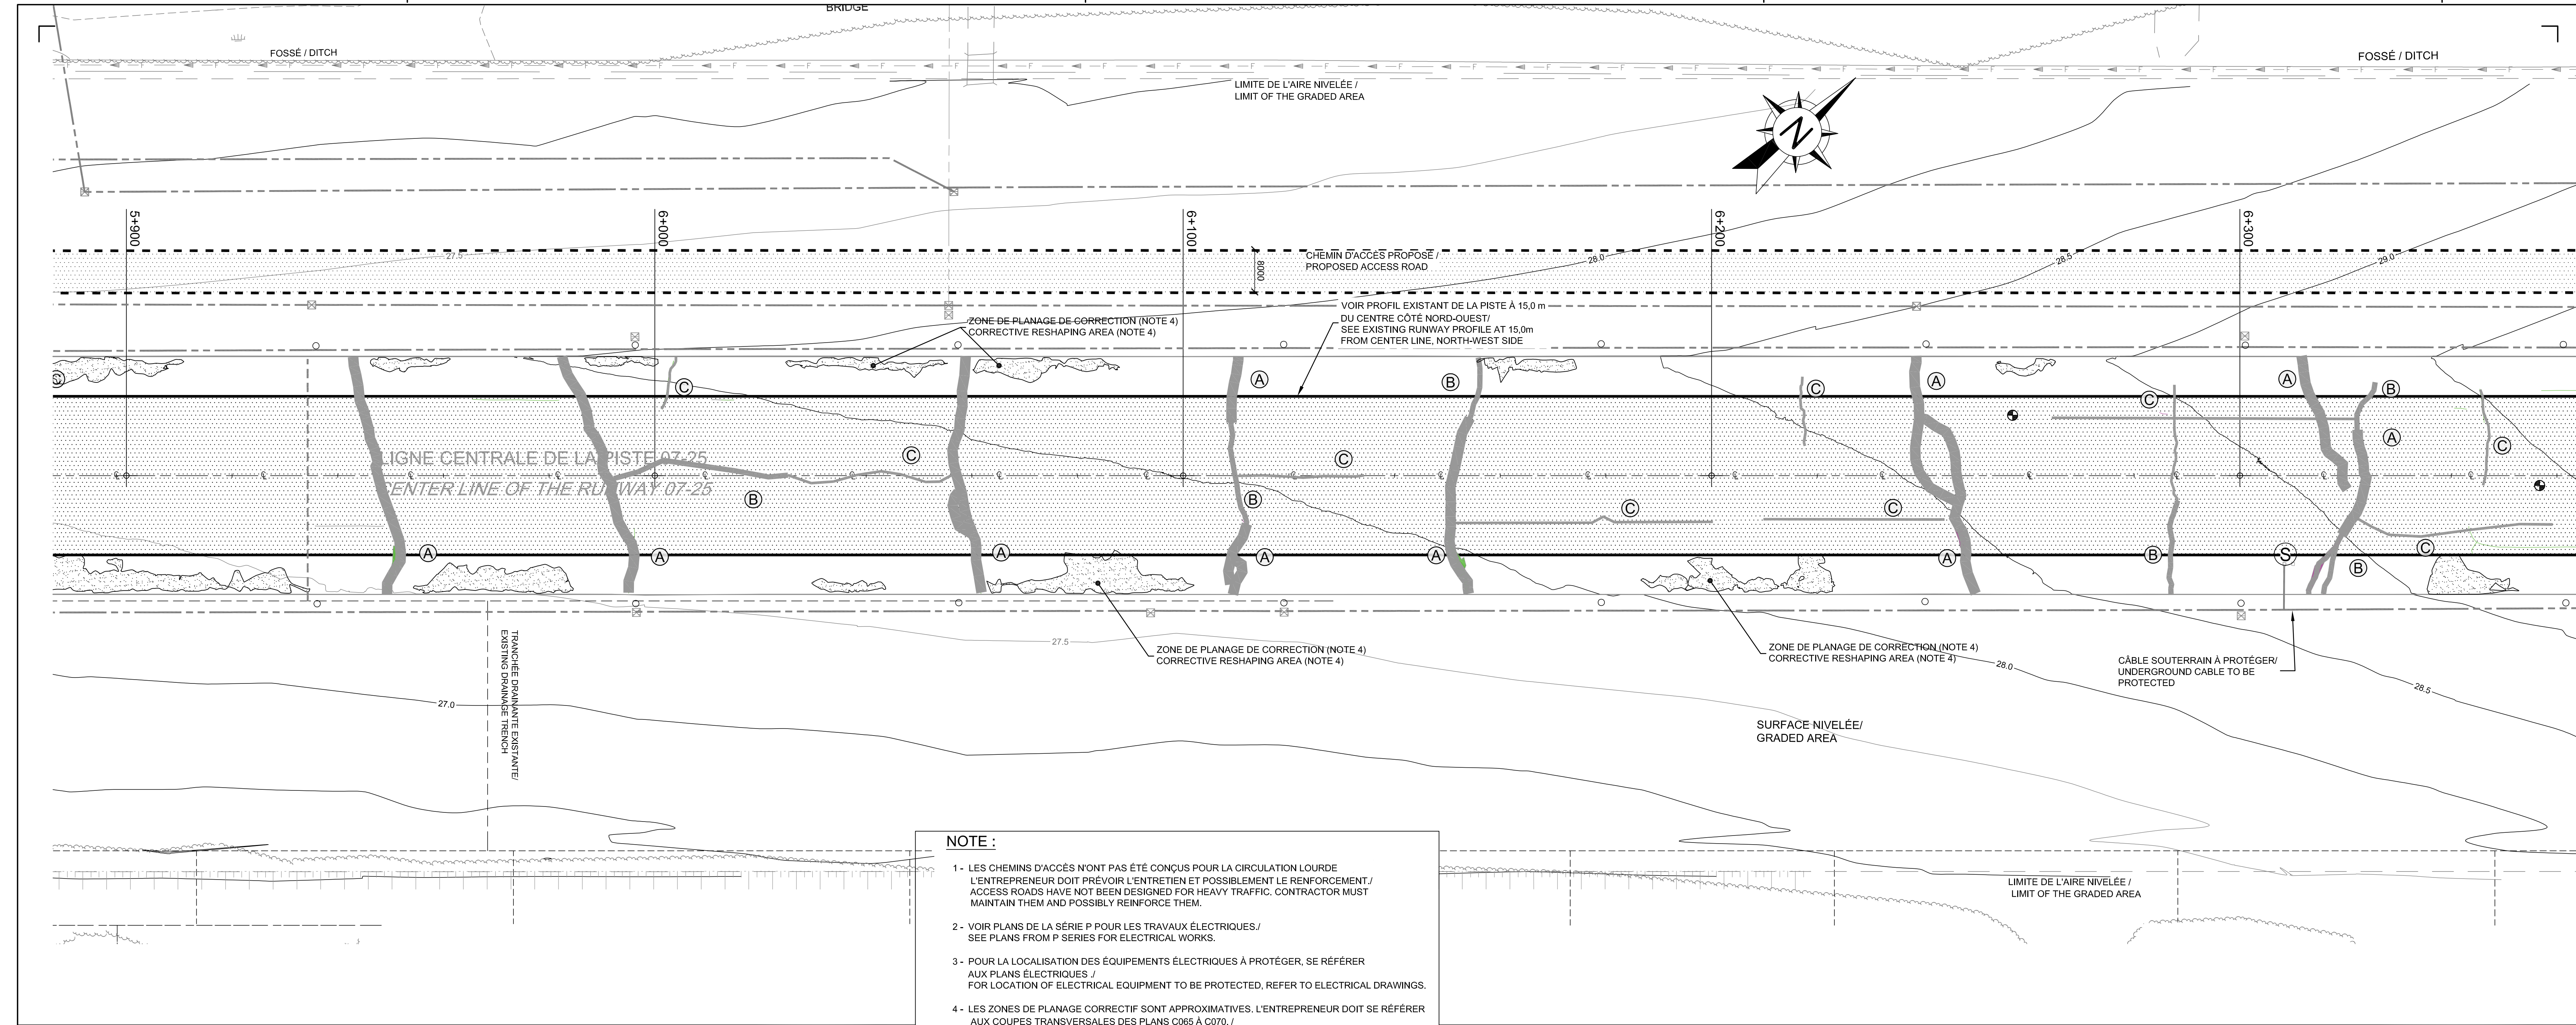 BRIDGE
FOSSÉ / DITCH
FOSSÉ / DITCH
LIMITE DE L'AIRE NIVELÉE /
LIMIT OF THE GRADED AREA
N
5+900
6+000
6+100
6+200
6+300
27.5
8000
CHEMIN D'ACCÈS PROPOSÉ /
PROPOSED ACCESS ROAD
28.0
28.5
29.0
VOIR PROFIL EXISTANT DE LA PISTE À 15,0 m
DU CENTRE CÔTÉ NORD-OUEST/
SEE EXISTING RUNWAY PROFILE AT 15,0m
FROM CENTER LINE, NORTH-WEST SIDE
ZONE DE PLANAGE DE CORRECTION (NOTE 4)
CORRECTIVE RESHAPING AREA (NOTE 4)
C
C
A
B
C
A
C
A
B
LIGNE CENTRALE DE LA PISTE 07-25
CENTER LINE OF THE RUNWAY 07-25
C
C
A
C
B
B
C
C
A
A
A
A
A
A
B
S
B
C
TRANCHÉE DRAINANTE EXISTANTE/
EXISTING DRAINAGE TRENCH
27.5
ZONE DE PLANAGE DE CORRECTION (NOTE 4)
CORRECTIVE RESHAPING AREA (NOTE 4)
ZONE DE PLANAGE DE CORRECTION (NOTE 4)
CORRECTIVE RESHAPING AREA (NOTE 4)
28.0
CÂBLE SOUTERRAIN À PROTÉGER/
UNDERGROUND CABLE TO BE
PROTECTED
28.5
27.0
SURFACE NIVELÉE/
GRADED AREA
LIMITE DE L'AIRE NIVELÉE /
LIMIT OF THE GRADED AREA
NOTE :
1 - LES CHEMINS D'ACCÈS N'ONT PAS ÉTÉ CONÇUS POUR LA CIRCULATION LOURDE
L'ENTREPRENEUR DOIT PRÉVOIR L'ENTRETIEN ET POSSIBLEMENT LE RENFORCEMENT./
ACCESS ROADS HAVE NOT BEEN DESIGNED FOR HEAVY TRAFFIC. CONTRACTOR MUST
MAINTAIN THEM AND POSSIBLY REINFORCE THEM.
2 - VOIR PLANS DE LA SÉRIE P POUR LES TRAVAUX ÉLECTRIQUES./
SEE PLANS FROM P SERIES FOR ELECTRICAL WORKS.
3 - POUR LA LOCALISATION DES ÉQUIPEMENTS ÉLECTRIQUES À PROTÉGER, SE RÉFÉRER
AUX PLANS ÉLECTRIQUES ./
FOR LOCATION OF ELECTRICAL EQUIPMENT TO BE PROTECTED, REFER TO ELECTRICAL DRAWINGS.
4 - LES ZONES DE PLANAGE CORRECTIF SONT APPROXIMATIVES. L'ENTREPRENEUR DOIT SE RÉFÉRER
AUX COUPES TRANSVERSALES DES PLANS C065 À C070. /